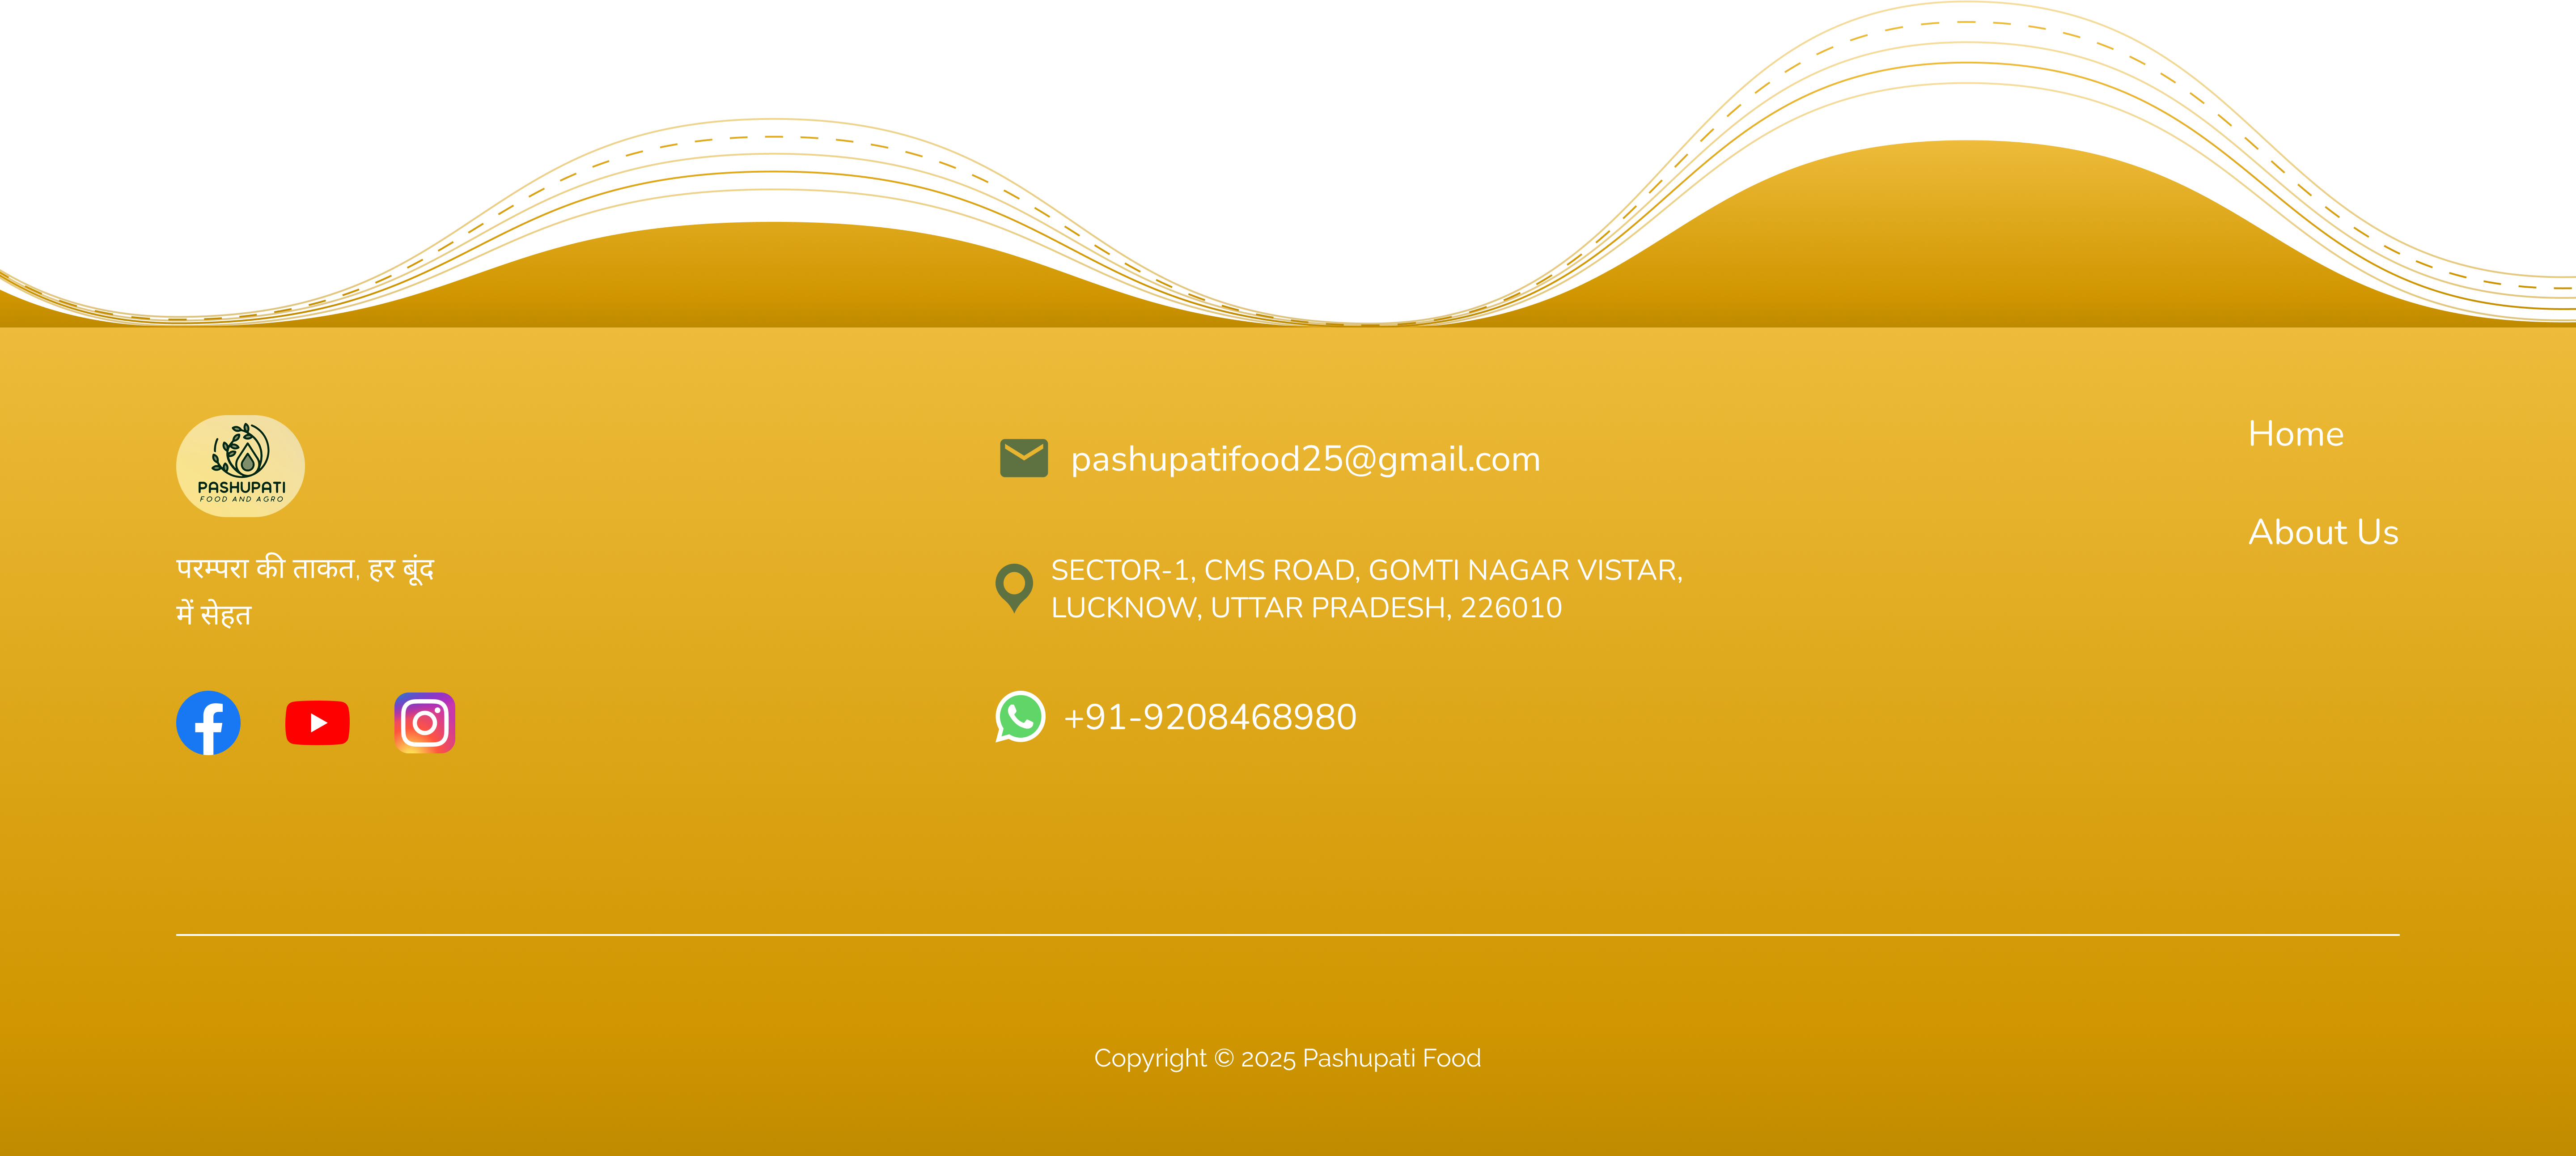 PASHUPATI
FOOD AND AGRO
परम्परा की ताकत, हर बूंद
में सेहत
pashupatifood25@gmail.com
SECTOR-1, CMS ROAD, GOMTI NAGAR VISTAR,
LUCKNOW, UTTAR PRADESH, 226010
+91-9208468980
Home
About Us
Copyright © 2025 Pashupati Food